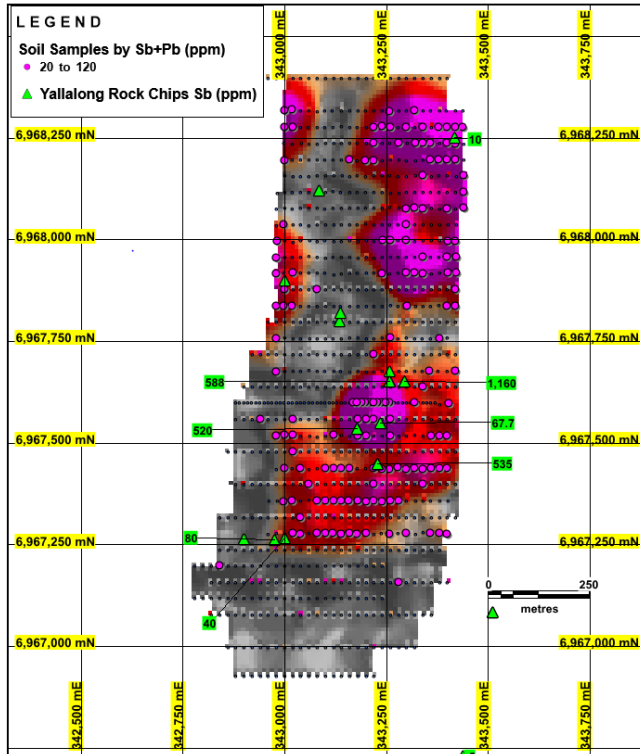 LEGEND
Soil Samples by Sb+Pb (ppm)
20 to 120
Yallalong Rock Chips Sb (ppm)
343,000 mE
343,250 mE
343,500 mE
343,750 mE
6,968,250 mN
6,968,250 mN
10
6,968,000 mN
6,968,000 mN
6,967,750 mN
6,967,750 mN
588
1,160
520
67.7
6,967,500 mN
6,967,500 mN
535
80
6,967,250 mN
6,967,250 mN
0
250
metres
40
6,967,000 mN
6,967,000 mN
342,500 mE
342,750 mE
343,000 mE
343,250 mE
343,500 mE
343,750 mE